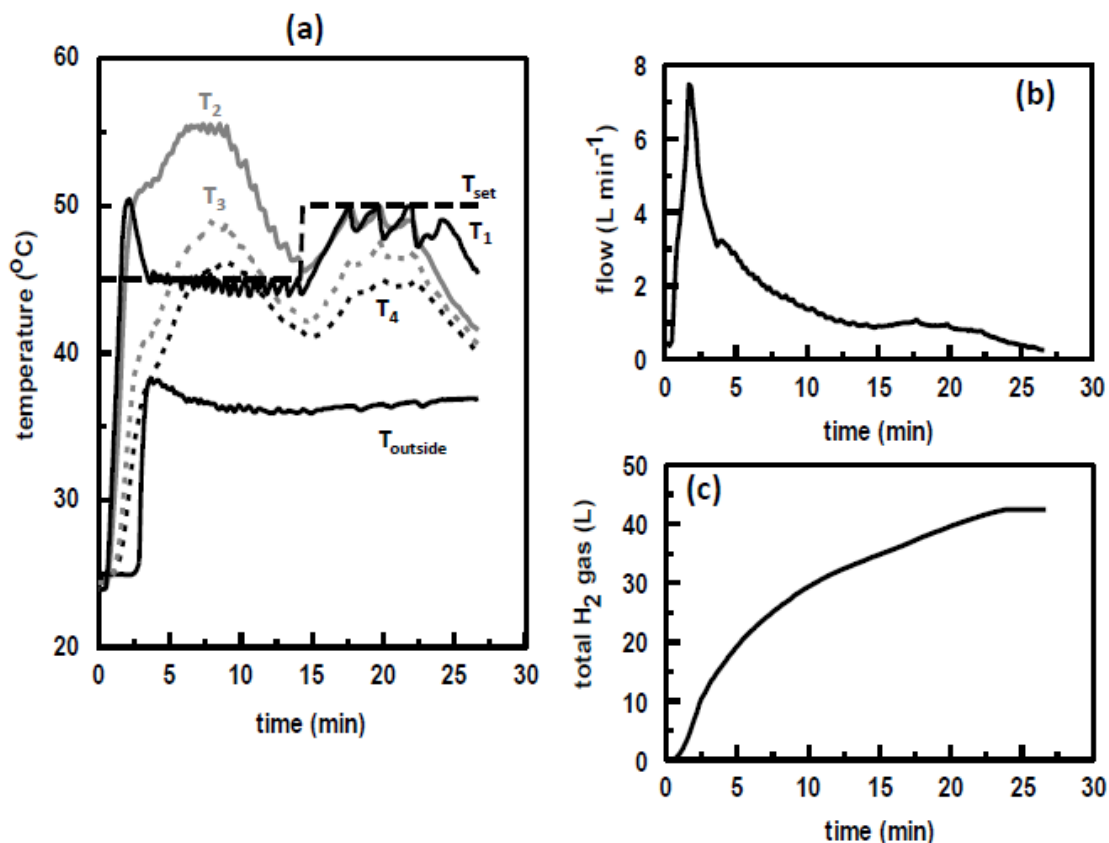 (a)
60
50
40
30
20
temperature (°C)
T2
T3
Tset
T1
T4
Toutside
0 5 10 15 20 25 30
time (min)
(b)
8
6
4
2
0
flow (L min-1)
0 5 10 15 20 25 30
time (min)
(c)
50
40
30
20
10
0
total H2 gas (L)
0 5 10 15 20 25 30
time (min)